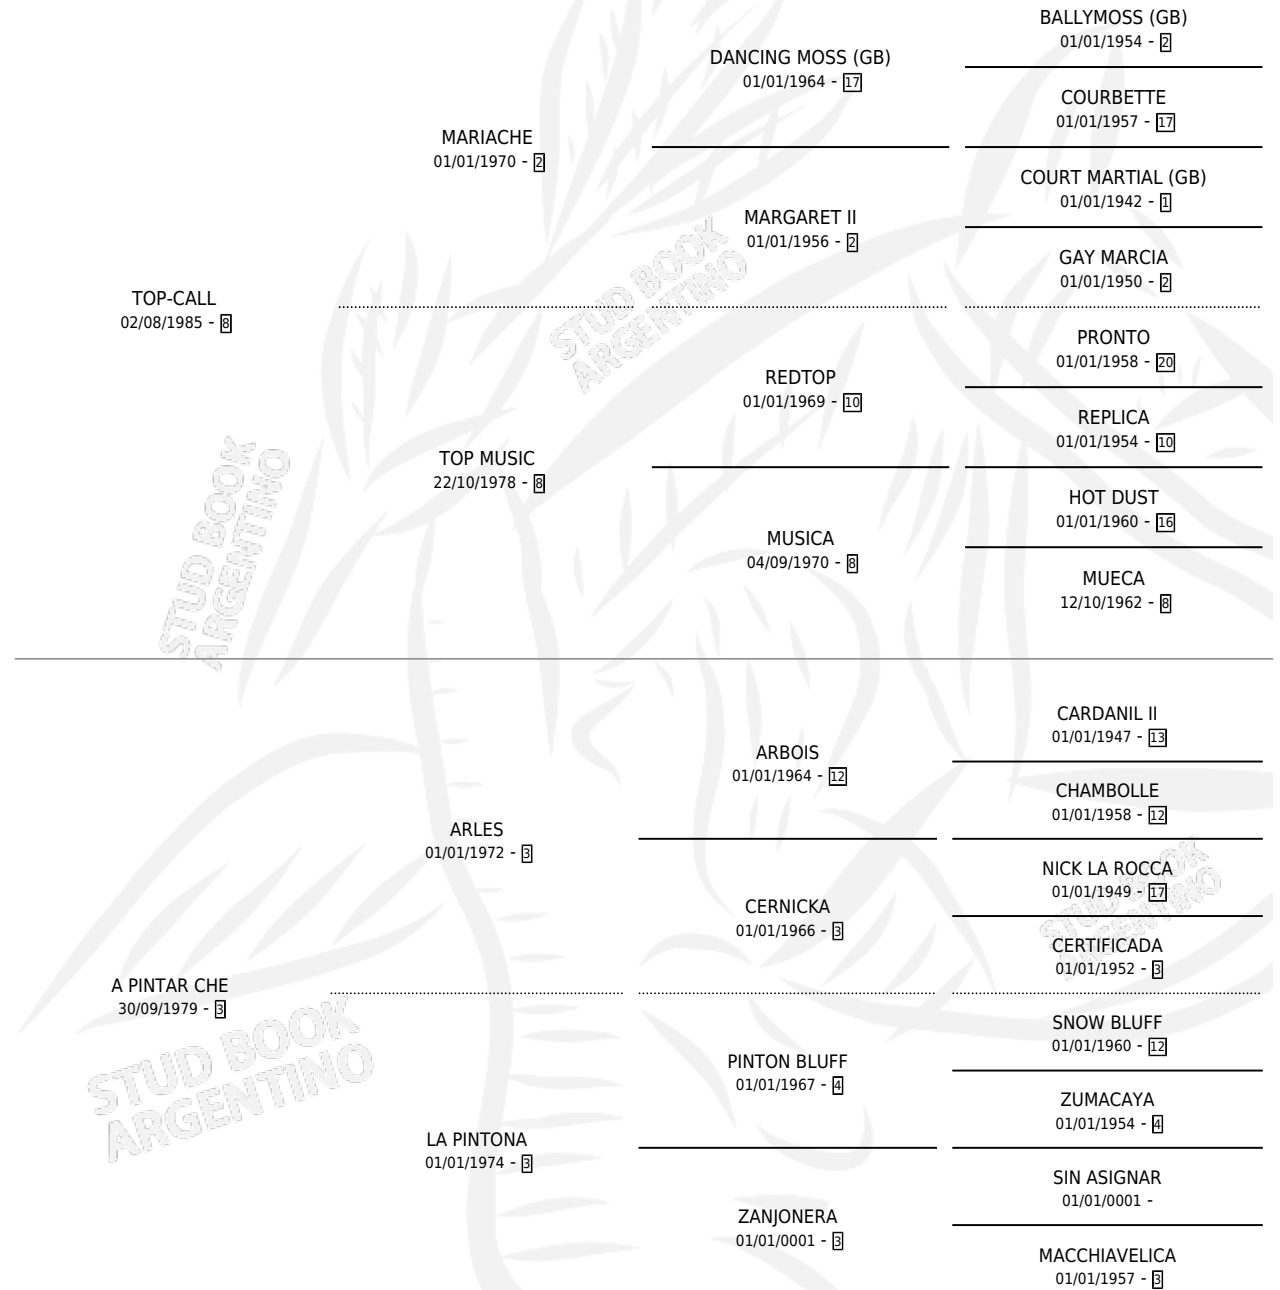 BALLYMOSS (GB)
01/01/1954 - 2
DANCING MOSS (GB)
01/01/1964 - 17
COURBETTE
01/01/1957 - 17
MARIACHE
01/01/1970 - 2
COURT MARTIAL (GB)
01/01/1942 - 1
MARGARET II
01/01/1956 - 2
GAY MARCIA
01/01/1950 - 2
TOP-CALL
02/08/1985 - 8
PRONTO
01/01/1958 - 20
REDTOP
01/01/1969 - 10
REPLICA
01/01/1954 - 10
TOP MUSIC
22/10/1978 - 8
HOT DUST
01/01/1960 - 16
MUSICA
04/09/1970 - 8
MUECA
12/10/1962 - 8
STUD BOOK
ARGENTINO
STUD BOOK
ARGENTINO
CARDANIL II
01/01/1947 - 13
ARBOIS
01/01/1964 - 12
CHAMBOLLE
01/01/1958 - 12
ARLES
01/01/1972 - 3
NICK LA ROCCA
01/01/1949 - 17
CERNICKA
01/01/1966 - 3
CERTIFICADA
01/01/1952 - 3
A PINTAR CHE
30/09/1979 - 3
SNOW BLUFF
01/01/1960 - 12
PINTON BLUFF
01/01/1967 - 4
ZUMACAYA
01/01/1954 - 4
LA PINTONA
01/01/1974 - 3
SIN ASIGNAR
01/01/0001 -
ZANJONERA
01/01/0001 - 3
MACCHIAVELICA
01/01/1957 - 3
STUD BOOK
ARGENTINO
STUD BOOK
ARGENTINO